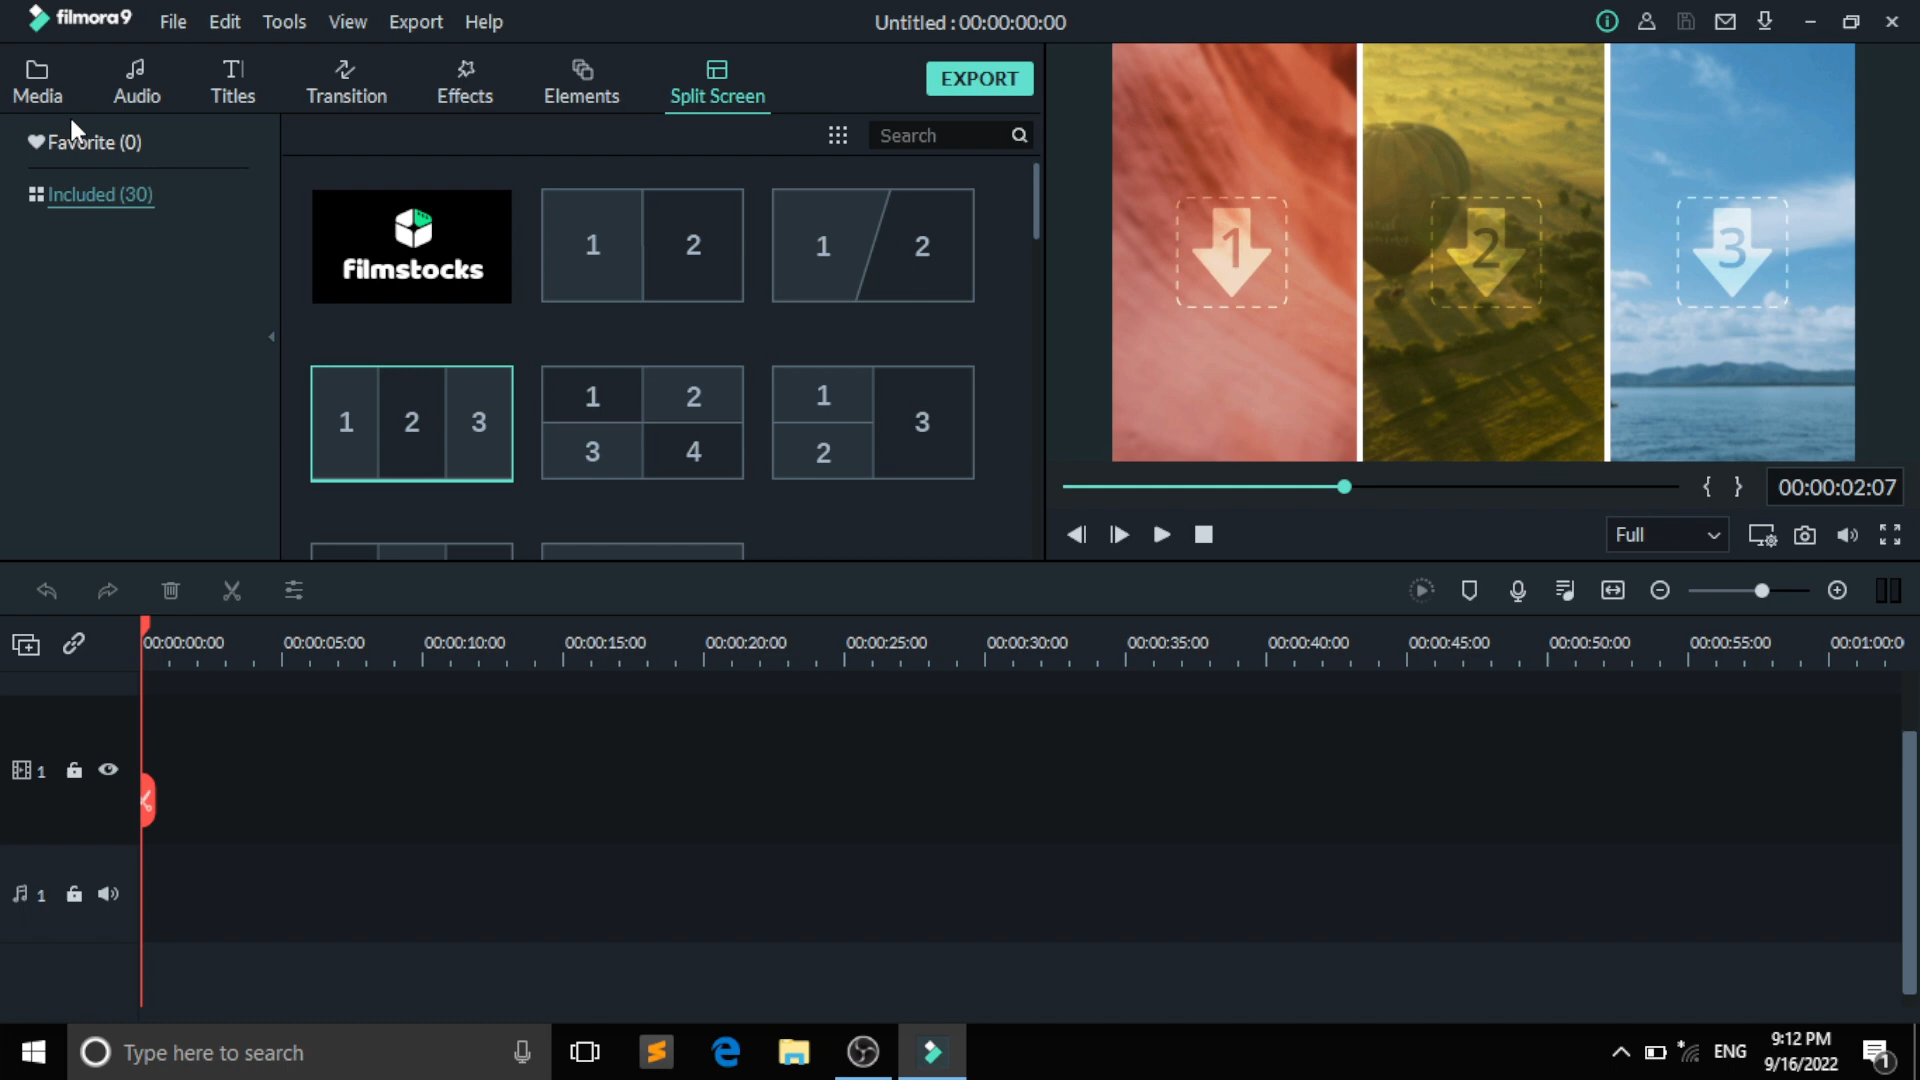 filmora9 File Edit Tools View Export Help Untitled : 00:00:00:00
Media Audio Titles Transition Effects Elements Split Screen EXPORT
Favorite (0)
Search
Included (30)
filmstocks
1 2
1 2
1 2 3
1 2
3 4
1
2
3
1 2 3
{ } 00:00:02:07
Full
00:00:00:00 00:00:05:00 00:00:10:00 00:00:15:00 00:00:20:00 00:00:25:00 00:00:30:00 00:00:35:00 00:00:40:00 00:00:45:00 00:00:50:00 00:00:55:00 00:01:00:0
1
1
Type here to search
ENG
9:12 PM
9/16/2022
1